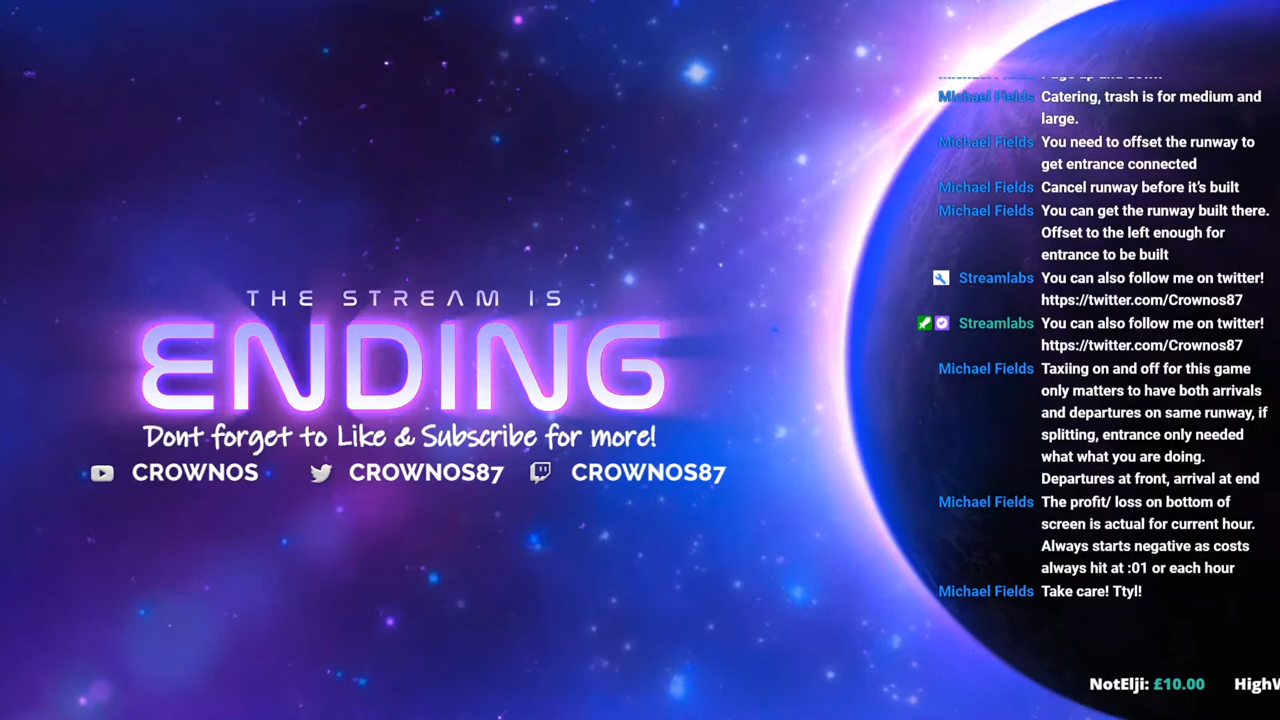 THE STREAM IS
ENDING
Dont forget to Like & Subscribe for more!
CROWNOS CROWNOS87 CROWNOS87
Michael Fields Catering, trash is for medium and
large.
Michael Fields You need to offset the runway to
get entrance connected
Michael Fields Cancel runway before it's built
Michael Fields You can get the runway built there.
Offset to the left enough for
entrance to be built
Streamlabs You can also follow me on twitter!
https://twitter.com/Crownos87
Streamlabs You can also follow me on twitter!
https://twitter.com/Crownos87
Michael Fields Taxiing on and off for this game
only matters to have both arrivals
and departures on same runway, if
splitting, entrance only needed
what what you are doing.
Departures at front, arrival at end
Michael Fields The profit/ loss on bottom of
screen is actual for current hour.
Always starts negative as costs
always hit at :01 or each hour
Michael Fields Take care! Ttyl!
NotElji: £10.00